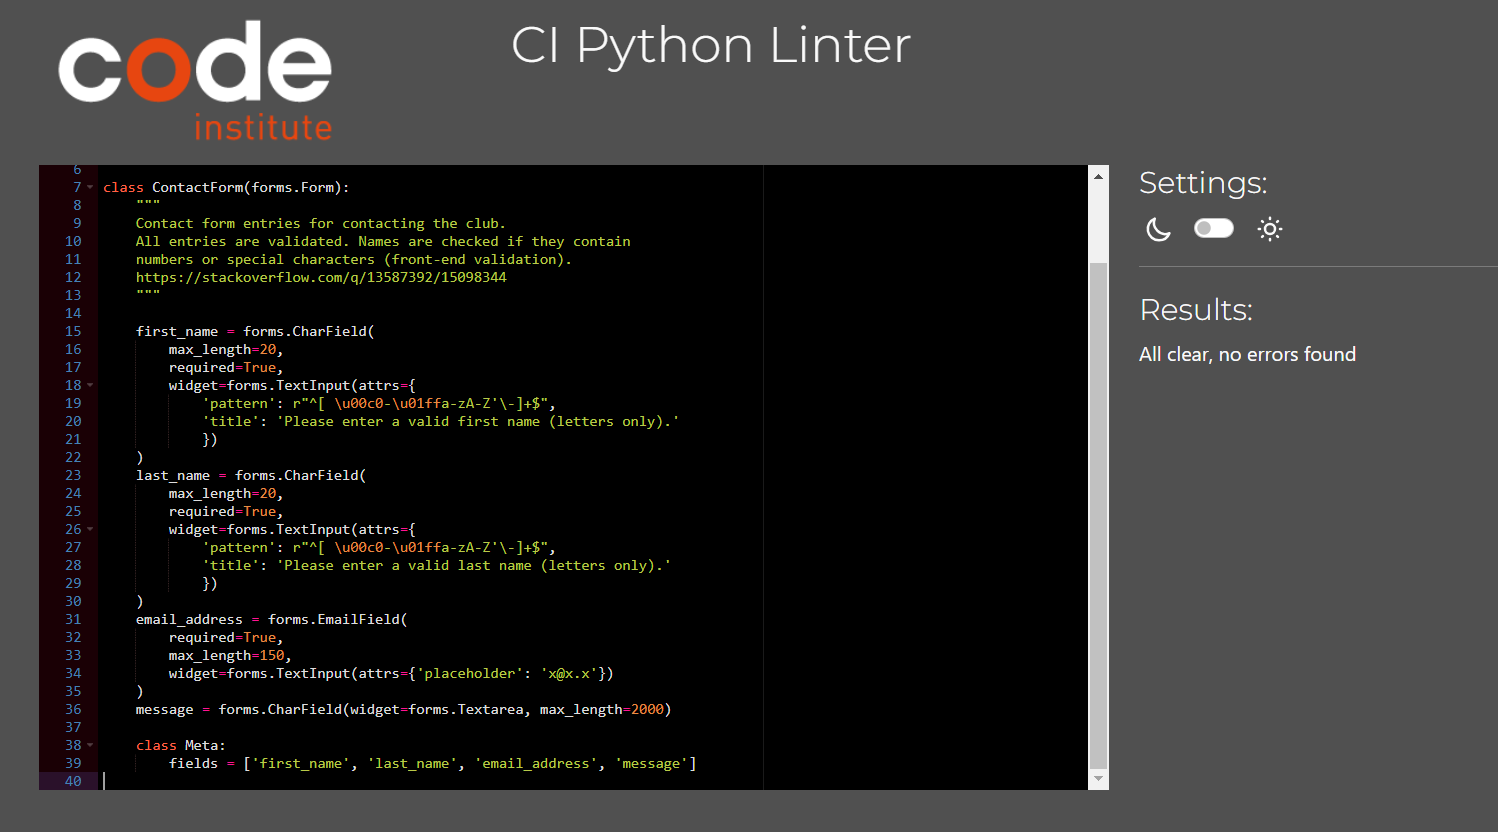 code
institute
CI Python Linter
6
7 class ContactForm(forms.Form):
8     """
9     Contact form entries for contacting the club.
10     All entries are validated. Names are checked if they contain
11     numbers or special characters (front-end validation).
12     https://stackoverflow.com/q/13587392/15098344
13     """
14
15     first_name = forms.CharField(
16         max_length=20,
17         required=True,
18         widget=forms.TextInput(attrs={
19             'pattern': r"^[ \u00c0-\u01ffa-zA-Z'\-]+$",
20             'title': 'Please enter a valid first name (letters only).'
21             })
22     )
23     last_name = forms.CharField(
24         max_length=20,
25         required=True,
26         widget=forms.TextInput(attrs={
27             'pattern': r"^[ \u00c0-\u01ffa-zA-Z'\-]+$",
28             'title': 'Please enter a valid last name (letters only).'
29             })
30     )
31     email_address = forms.EmailField(
32         required=True,
33         max_length=150,
34         widget=forms.TextInput(attrs={'placeholder': 'x@x.x'})
35     )
36     message = forms.CharField(widget=forms.Textarea, max_length=2000)
37
38     class Meta:
39         fields = ['first_name', 'last_name', 'email_address', 'message']
40
Settings:
Results:
All clear, no errors found